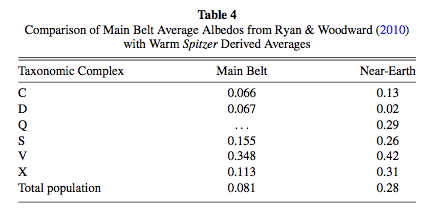 Table 4
Comparison of Main Belt Average Albedos from Ryan & Woodward (2010)
with Warm Spitzer Derived Averages
Taxonomic Complex Main Belt Near-Earth
C 0.066 0.13
D 0.067 0.02
Q ... 0.29
S 0.155 0.26
V 0.348 0.42
X 0.113 0.31
Total population 0.081 0.28